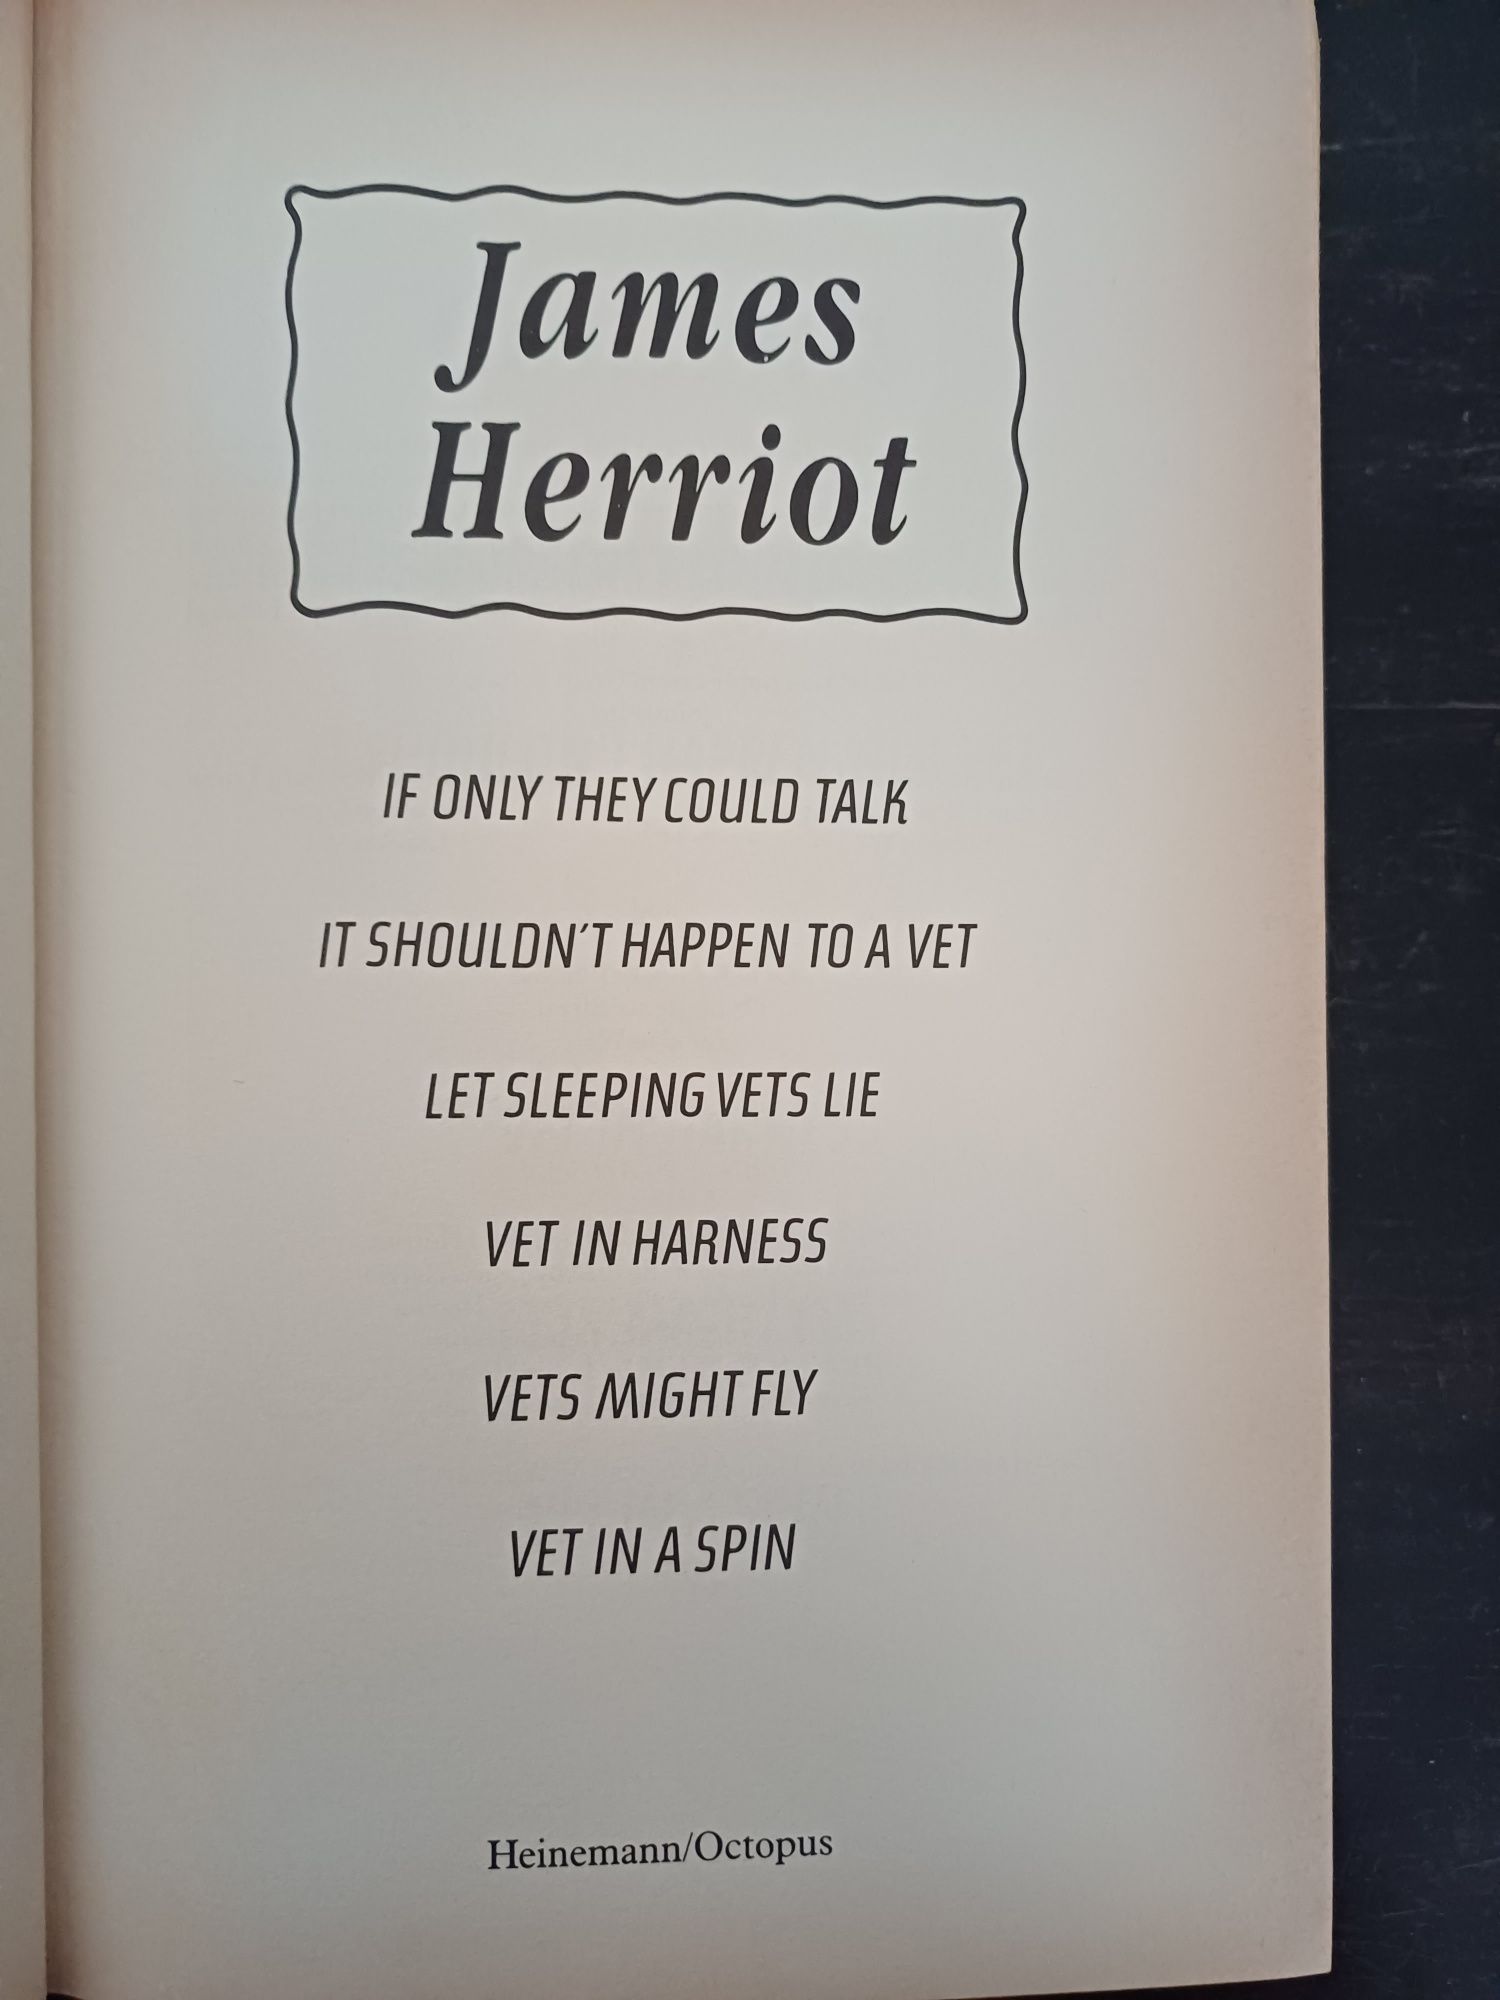 James
Herriot
IF ONLY THEY COULD TALK
IT SHOULDN'T HAPPEN TO A VET
LET SLEEPING VETS LIE
VET IN HARNESS
VETS MIGHT FLY
VET IN A SPIN
Heinemann/Octopus